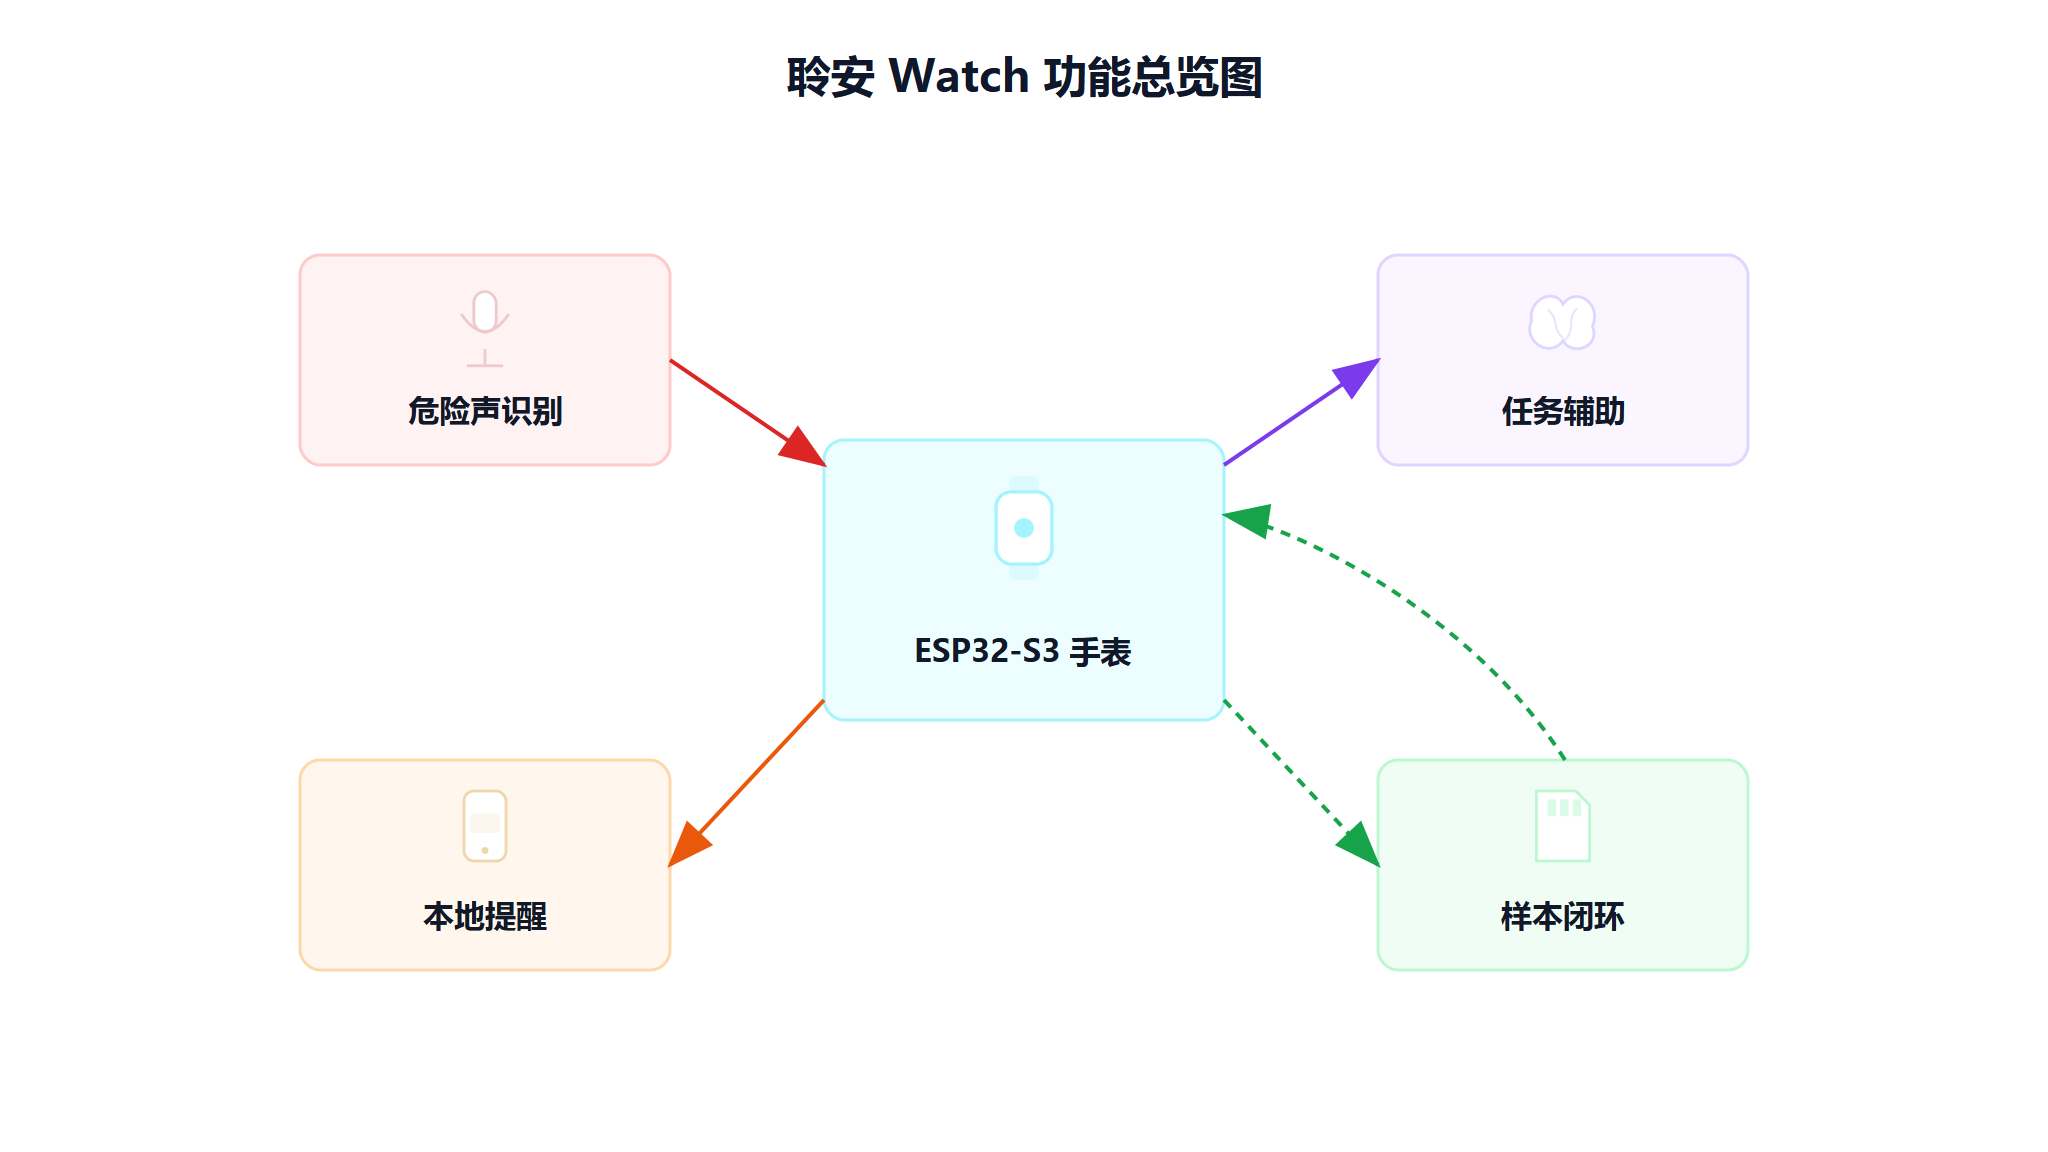 聆安 Watch 功能总览图
危险声识别
任务辅助
ESP32-S3 手表
本地提醒
样本闭环